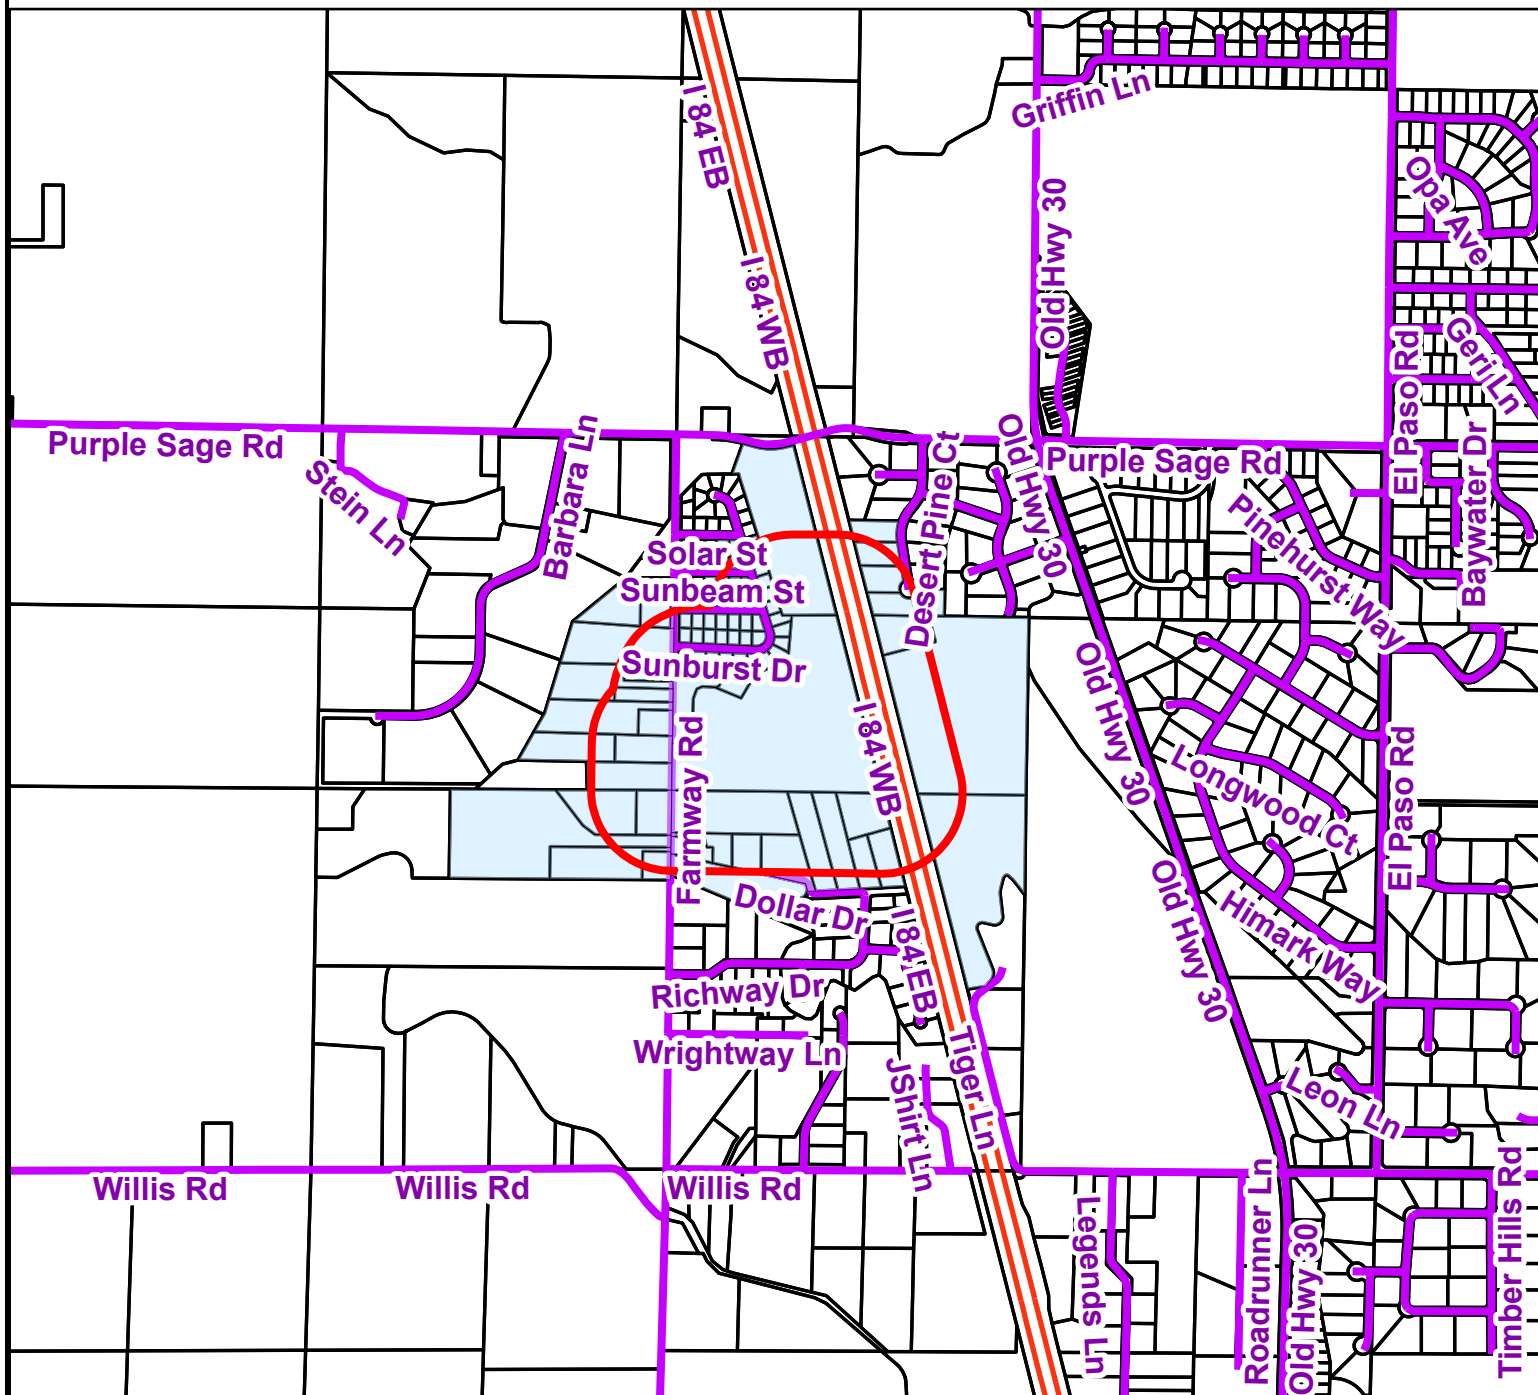 Griffin Ln
I 84 EB
Opa Ave
Old Hwy 30
I 84 WB
Geri Ln
El Paso Rd
Purple Sage Rd
Stein Ln
Barbara Ln
Desert Pine Ct
Old Hwy 30
Purple Sage Rd
Baywater Dr
Pinehurst Way
Solar St
Sunbeam St
Sunburst Dr
Old Hwy 30
I 84 WB
Farmway Rd
Longwood Ct
El Paso Rd
Dollar Dr
I 84 EB
Old Hwy 30
Himark Way
Richway Dr
Wrightway Ln
JShirt Ln
Tiger Ln
Leon Ln
Willis Rd
Willis Rd
Willis Rd
Legends Ln
Roadrunner Ln
Old Hwy 30
Timber Hills Rd